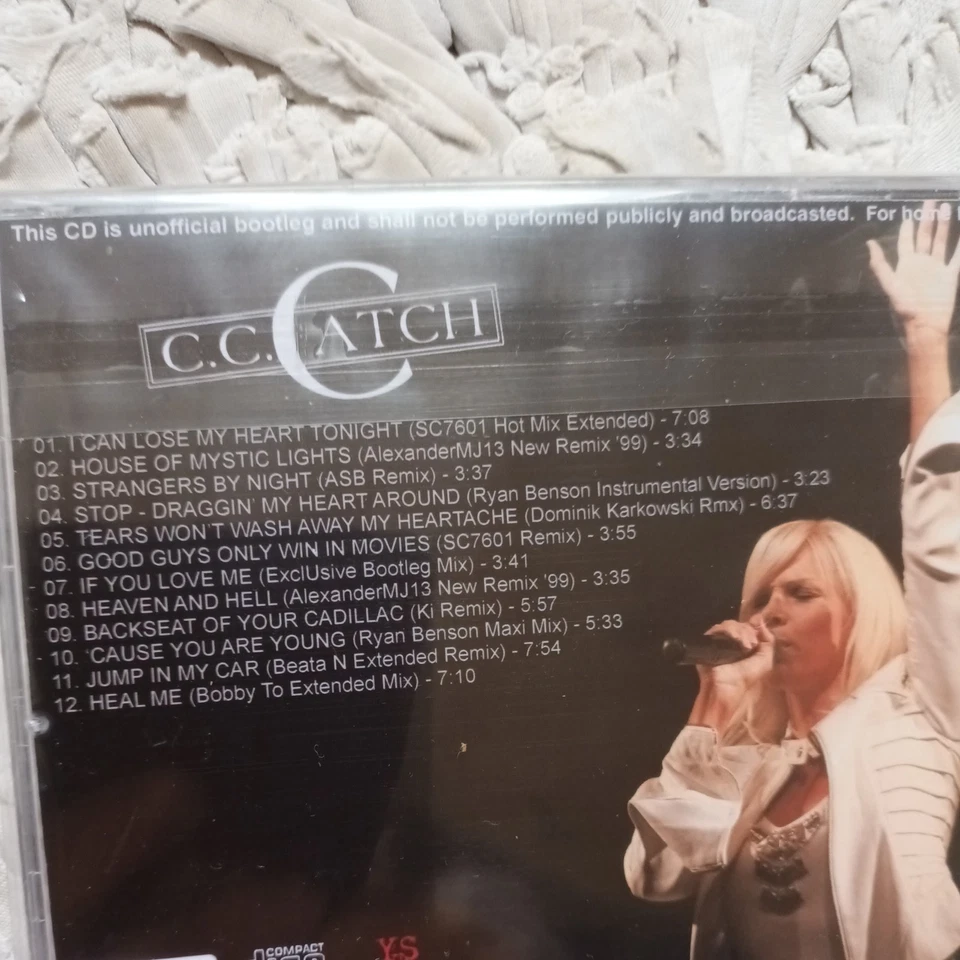 This CD is unofficial bootleg and shall not be performed publicly and broadcasted. For home
C.C.CATCH
01. I CAN LOSE MY HEART TONIGHT (SC7601 Hot Mix Extended) - 7:08
02. HOUSE OF MYSTIC LIGHTS (AlexanderMJ13 New Remix '99) - 3:34
03. STRANGERS BY NIGHT (ASB Remix) - 3:37
04. STOP - DRAGGIN' MY HEART AROUND (Ryan Benson Instrumental Version) - 3:23
05. TEARS WON'T WASH AWAY MY HEARTACHE (Dominik Karkowski Rmx) - 6:37
06. GOOD GUYS ONLY WIN IN MOVIES (SC7601 Remix) - 3:55
07. IF YOU LOVE ME (ExclUsive Bootleg Mix) - 3:41
08. HEAVEN AND HELL (AlexanderMJ13 New Remix '99) - 3:35
09. BACKSEAT OF YOUR CADILLAC (Ki Remix) - 5:57
10. 'CAUSE YOU ARE YOUNG (Ryan Benson Maxi Mix) - 5:33
11. JUMP IN MY CAR (Beata N Extended Remix) - 7:54
12. HEAL ME (Bobby To Extended Mix) - 7:10
COMPACT
Y.S